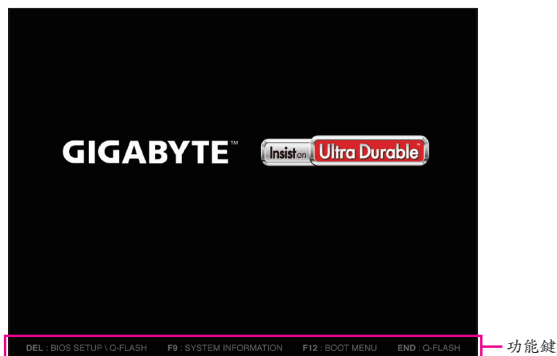 GIGABYTE™
Insist on Ultra Durable™
DEL : BIOS SETUP \ Q-FLASH F9 : SYSTEM INFORMATION F12 : BOOT MENU END : Q-FLASH
功能鍵